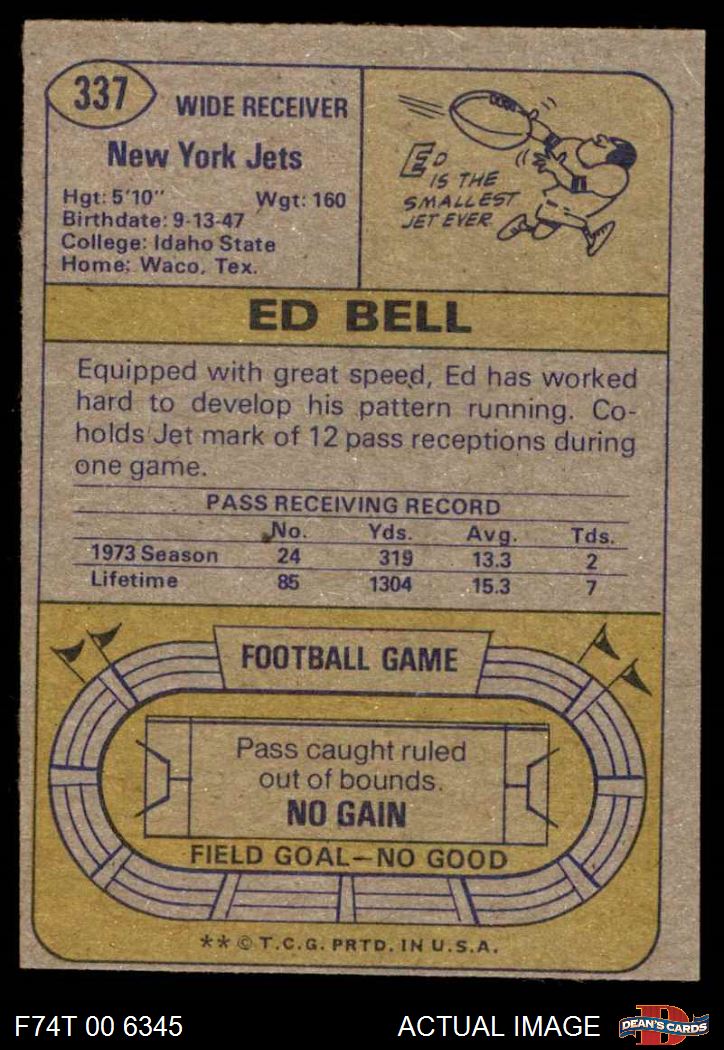 337
WIDE RECEIVER
New York Jets
Hgt: 5'10" Wgt: 160
Birthdate: 9-13-47
College: Idaho State
Home: Waco, Tex.
ED
IS THE
SMALLEST
JET EVER
ED BELL
Equipped with great speed, Ed has worked
hard to develop his pattern running. Co-
holds Jet mark of 12 pass receptions during
one game.
PASS RECEIVING RECORD
No. Yds. Avg. Tds.
1973 Season 24 319 13.3 2
Lifetime 85 1304 15.3 7
FOOTBALL GAME
Pass caught ruled
out of bounds.
NO GAIN
FIELD GOAL—NO GOOD
** © T.C.G. PRTD. IN U.S.A.
F74T 00 6345 ACTUAL IMAGE
D
DEAN'S CARDS